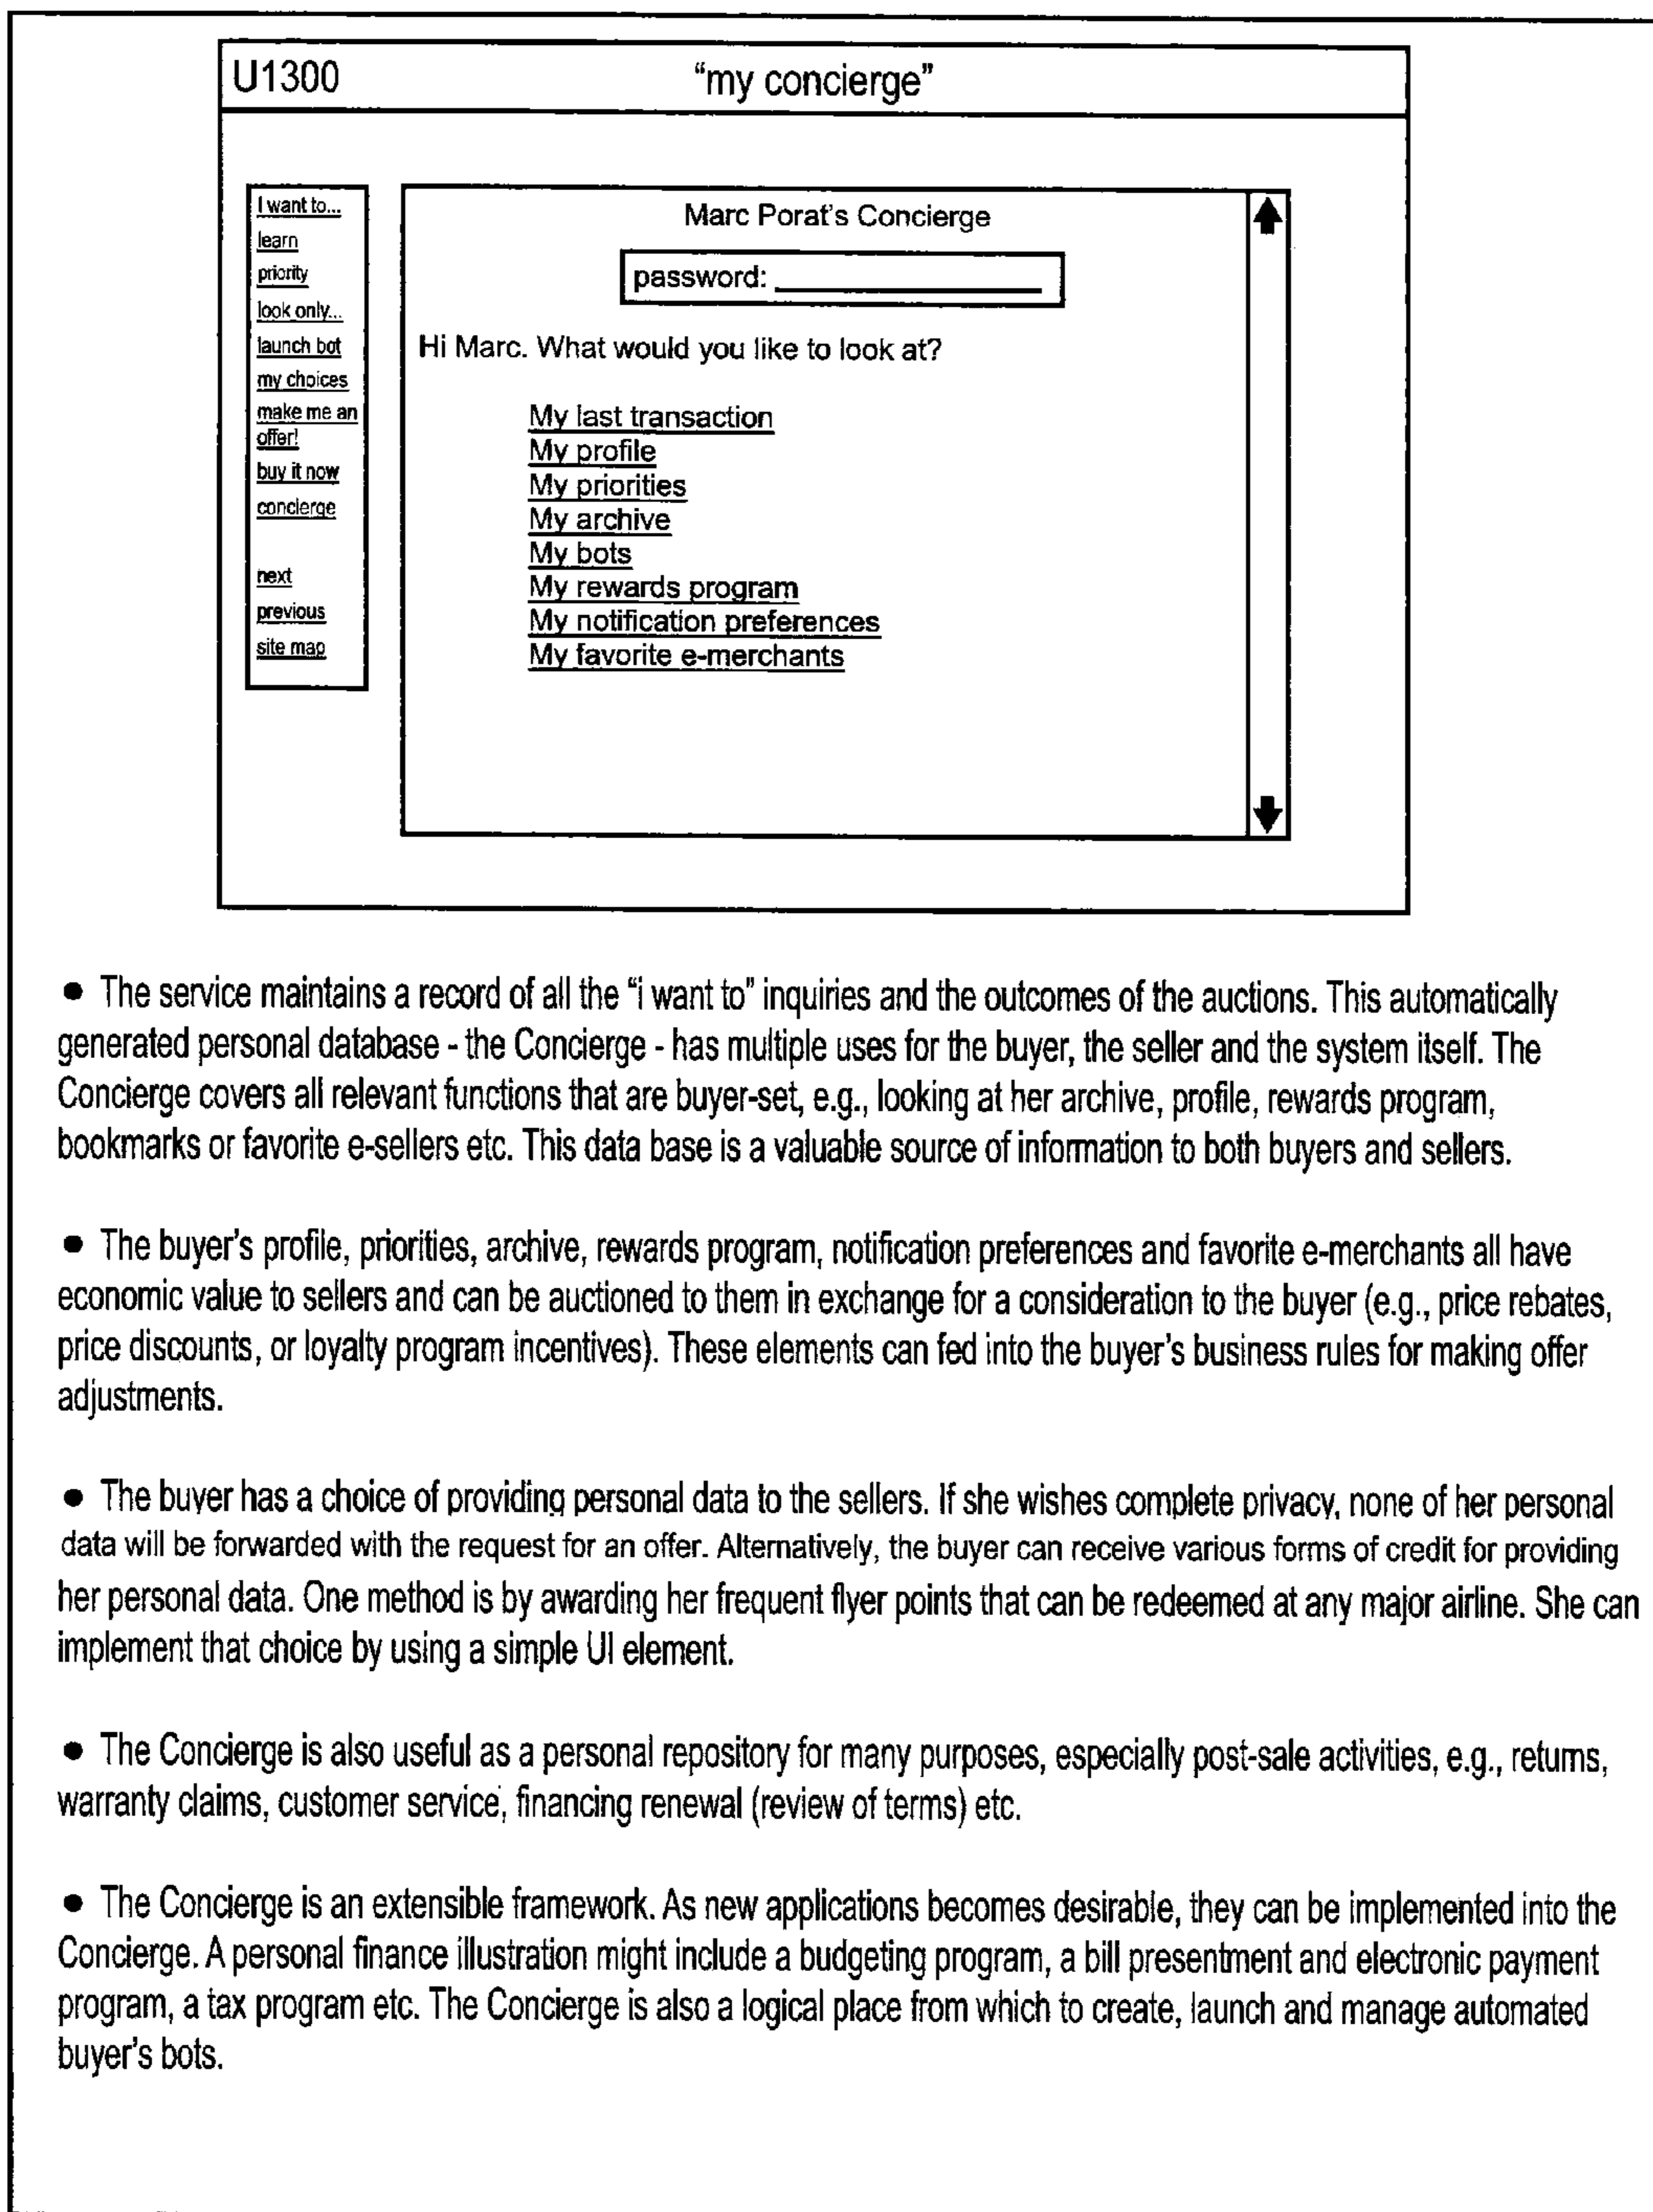 U1300
“my concierge”
I want to...
learn
priority
look only...
launch bot
my choices
make me an
offer!
buy it now
concierge
next
previous
site map
Marc Porat's Concierge
password:
Hi Marc. What would you like to look at?
My last transaction
My profile
My priorities
My archive
My bots
My rewards program
My notification preferences
My favorite e-merchants
• The service maintains a record of all the “i want to” inquiries and the outcomes of the auctions. This automatically
generated personal database - the Concierge - has multiple uses for the buyer, the seller and the system itself. The
Concierge covers all relevant functions that are buyer-set, e.g., looking at her archive, profile, rewards program,
bookmarks or favorite e-sellers etc. This data base is a valuable source of information to both buyers and sellers.
• The buyer's profile, priorities, archive, rewards program, notification preferences and favorite e-merchants all have
economic value to sellers and can be auctioned to them in exchange for a consideration to the buyer (e.g., price rebates,
price discounts, or loyalty program incentives). These elements can fed into the buyer's business rules for making offer
adjustments.
• The buyer has a choice of providing personal data to the sellers. If she wishes complete privacy, none of her personal
data will be forwarded with the request for an offer. Alternatively, the buyer can receive various forms of credit for providing
her personal data. One method is by awarding her frequent flyer points that can be redeemed at any major airline. She can
implement that choice by using a simple UI element.
• The Concierge is also useful as a personal repository for many purposes, especially post-sale activities, e.g., returns,
warranty claims, customer service, financing renewal (review of terms) etc.
• The Concierge is an extensible framework. As new applications becomes desirable, they can be implemented into the
Concierge. A personal finance illustration might include a budgeting program, a bill presentment and electronic payment
program, a tax program etc. The Concierge is also a logical place from which to create, launch and manage automated
buyer's bots.